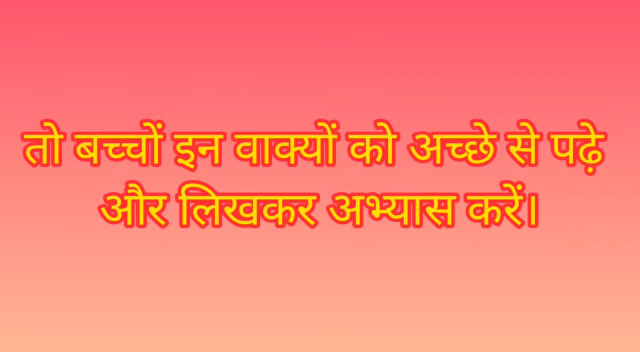 तो बच्चों इन वाक्यों को अच्छे से पढ़े
और लिखकर अभ्यास करें।